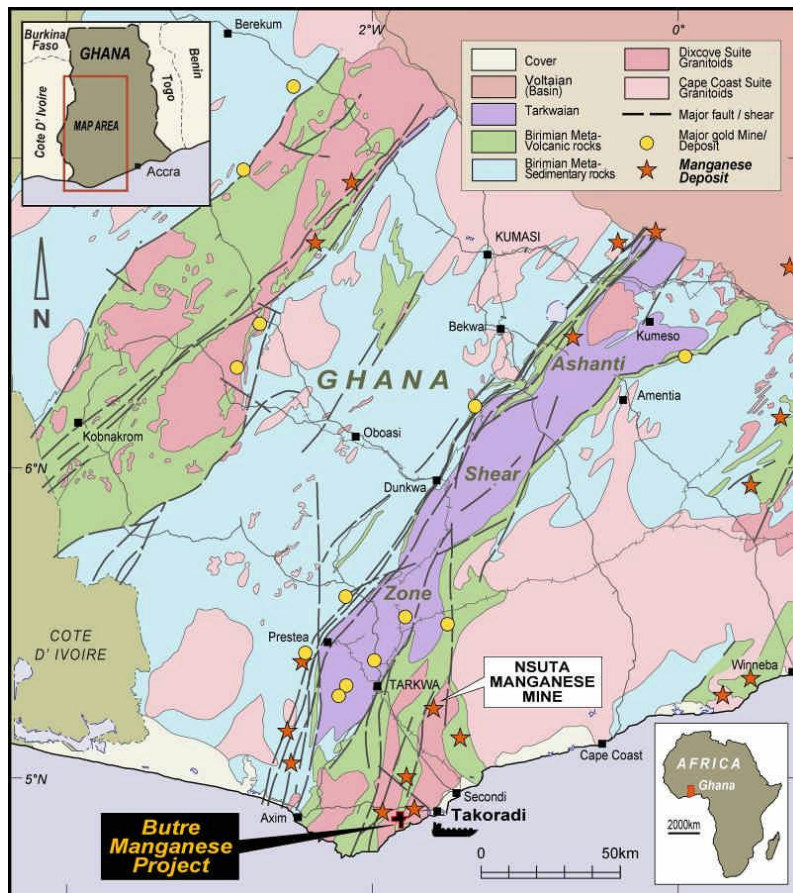 Burkina
Faso
GHANA
Benin
Togo
Cote D' Ivoire
MAP AREA
Accra
2°W
0°
Cover
Voltaian
(Basin)
Tarkwaian
Birimian Meta-
Volcanic rocks
Birimian Meta-
Sedimentary rocks
Dixcove Suite
Granitoids
Cape Coast Suite
Granitoids
Major fault / shear
Major gold Mine/
Deposit
Manganese
Deposit
Berekum
N
KUMASI
Bekwai
Kumeso
Ashanti
GHANA
Amentia
Kobnakrom
Oboasi
6°N
Shear
Dunkwa
Zone
COTE
D' IVOIRE
Prestea
TARKWA
NSUTA
MANGANESE
MINE
Winneba
Cape Coast
5°N
Axim
Secondi
Takoradi
Butre
Manganese
Project
0
50km
AFRICA
Ghana
2000km